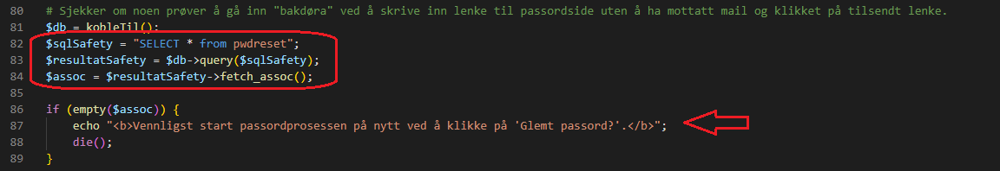 80 # Sjekker om noen prøver å gå inn "bakdøra" ved å skrive inn lenke til passordside uten å ha mottatt mail og klikket på tilsendt lenke.
81 $db = kobleTil();
82 $sqlSafety = "SELECT * from pwdreset";
83 $resultatSafety = $db->query($sqlSafety);
84 $assoc = $resultatSafety->fetch_assoc();
85
86 if (empty($assoc)) {
87 echo "<b>Vennligst start passordprosessen på nytt ved å klikke på 'Glemt passord?'.</b>";
88 die();
89 }